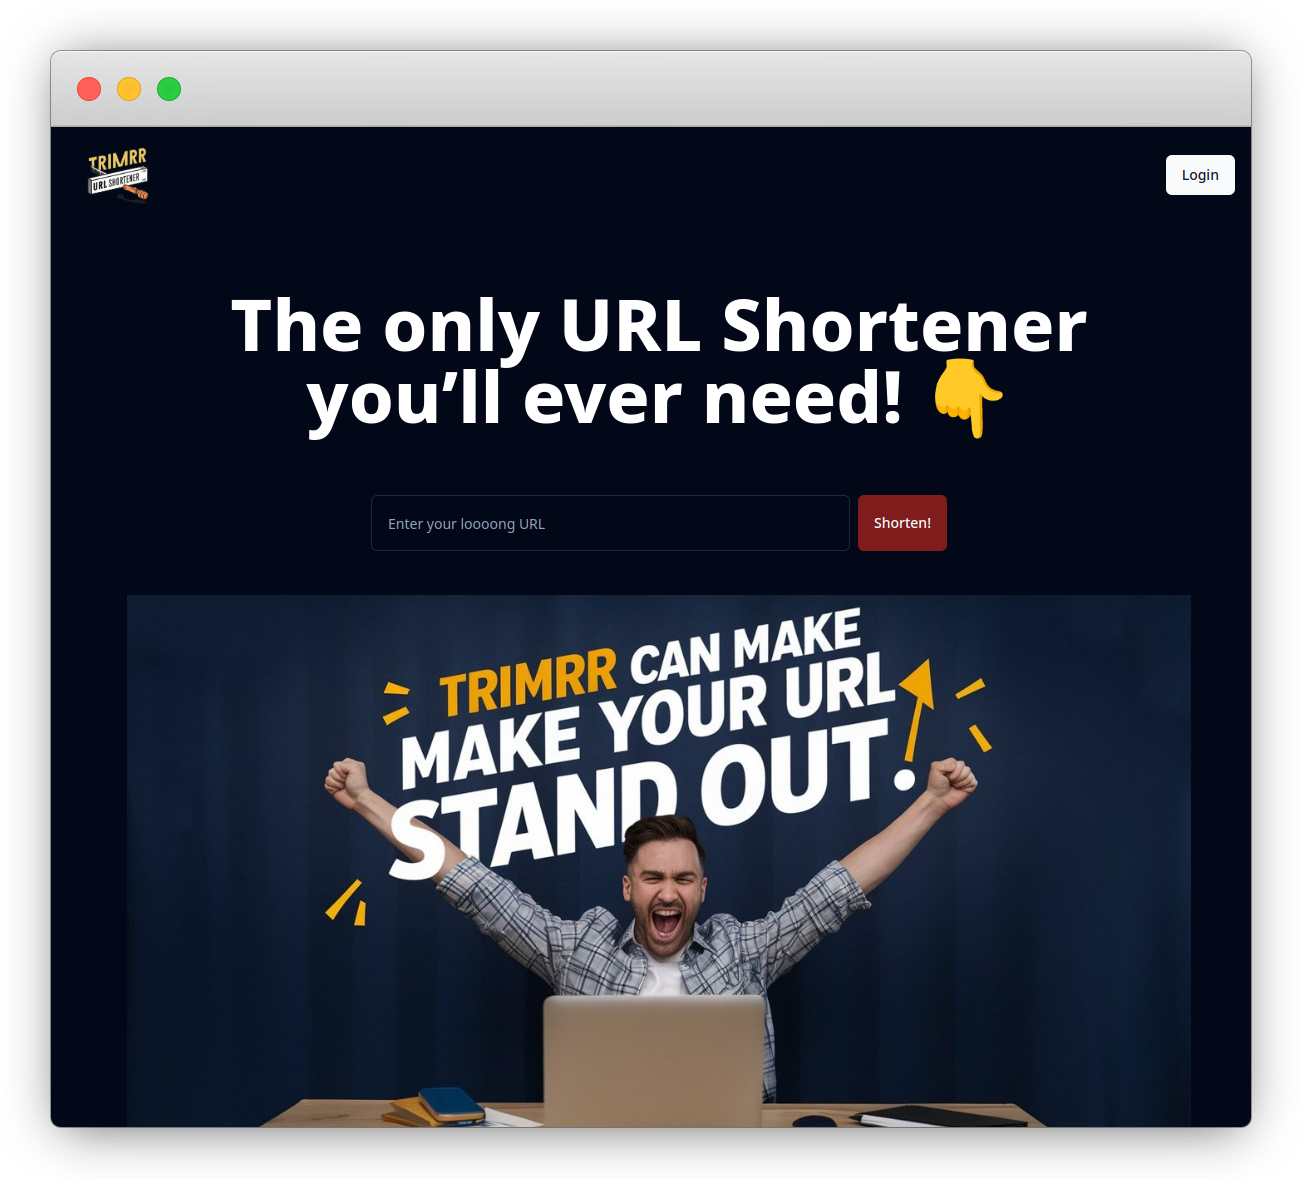 TRIMRR
URL SHORTENER
Login
The only URL Shortener
you’ll ever need! 👇
Enter your loooong URL
Shorten!
TRIMRR CAN MAKE
MAKE YOUR URL
STAND OUT.